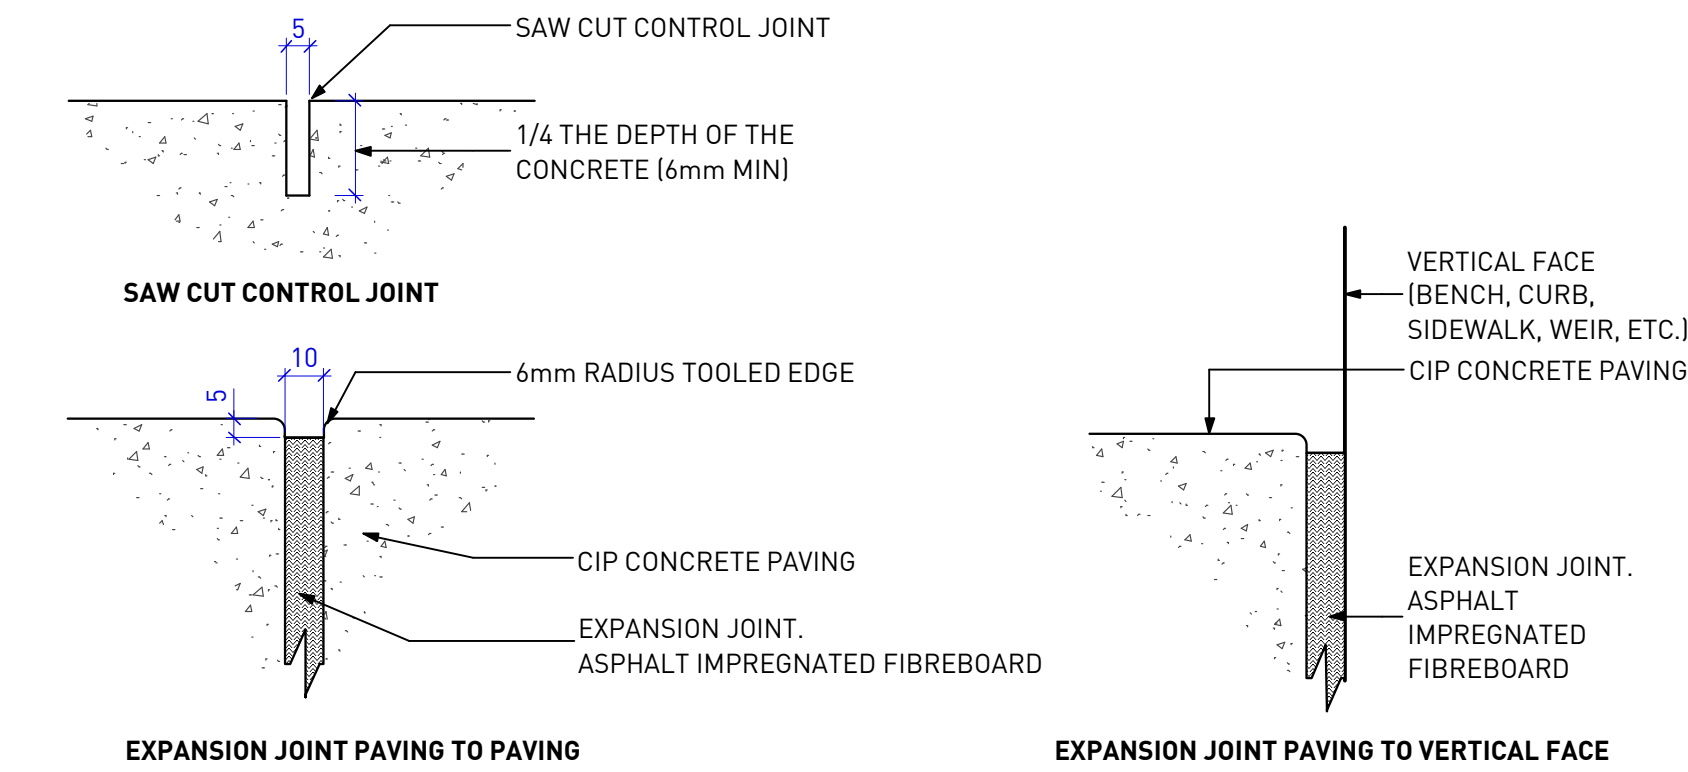 5
SAW CUT CONTROL JOINT
1/4 THE DEPTH OF THE
CONCRETE (6mm MIN)
SAW CUT CONTROL JOINT
10
5
6mm RADIUS TOOLED EDGE
CIP CONCRETE PAVING
EXPANSION JOINT.
ASPHALT IMPREGNATED FIBREBOARD
EXPANSION JOINT PAVING TO PAVING
VERTICAL FACE
(BENCH, CURB,
SIDEWALK, WEIR, ETC.)
CIP CONCRETE PAVING
EXPANSION JOINT.
ASPHALT
IMPREGNATED
FIBREBOARD
EXPANSION JOINT PAVING TO VERTICAL FACE